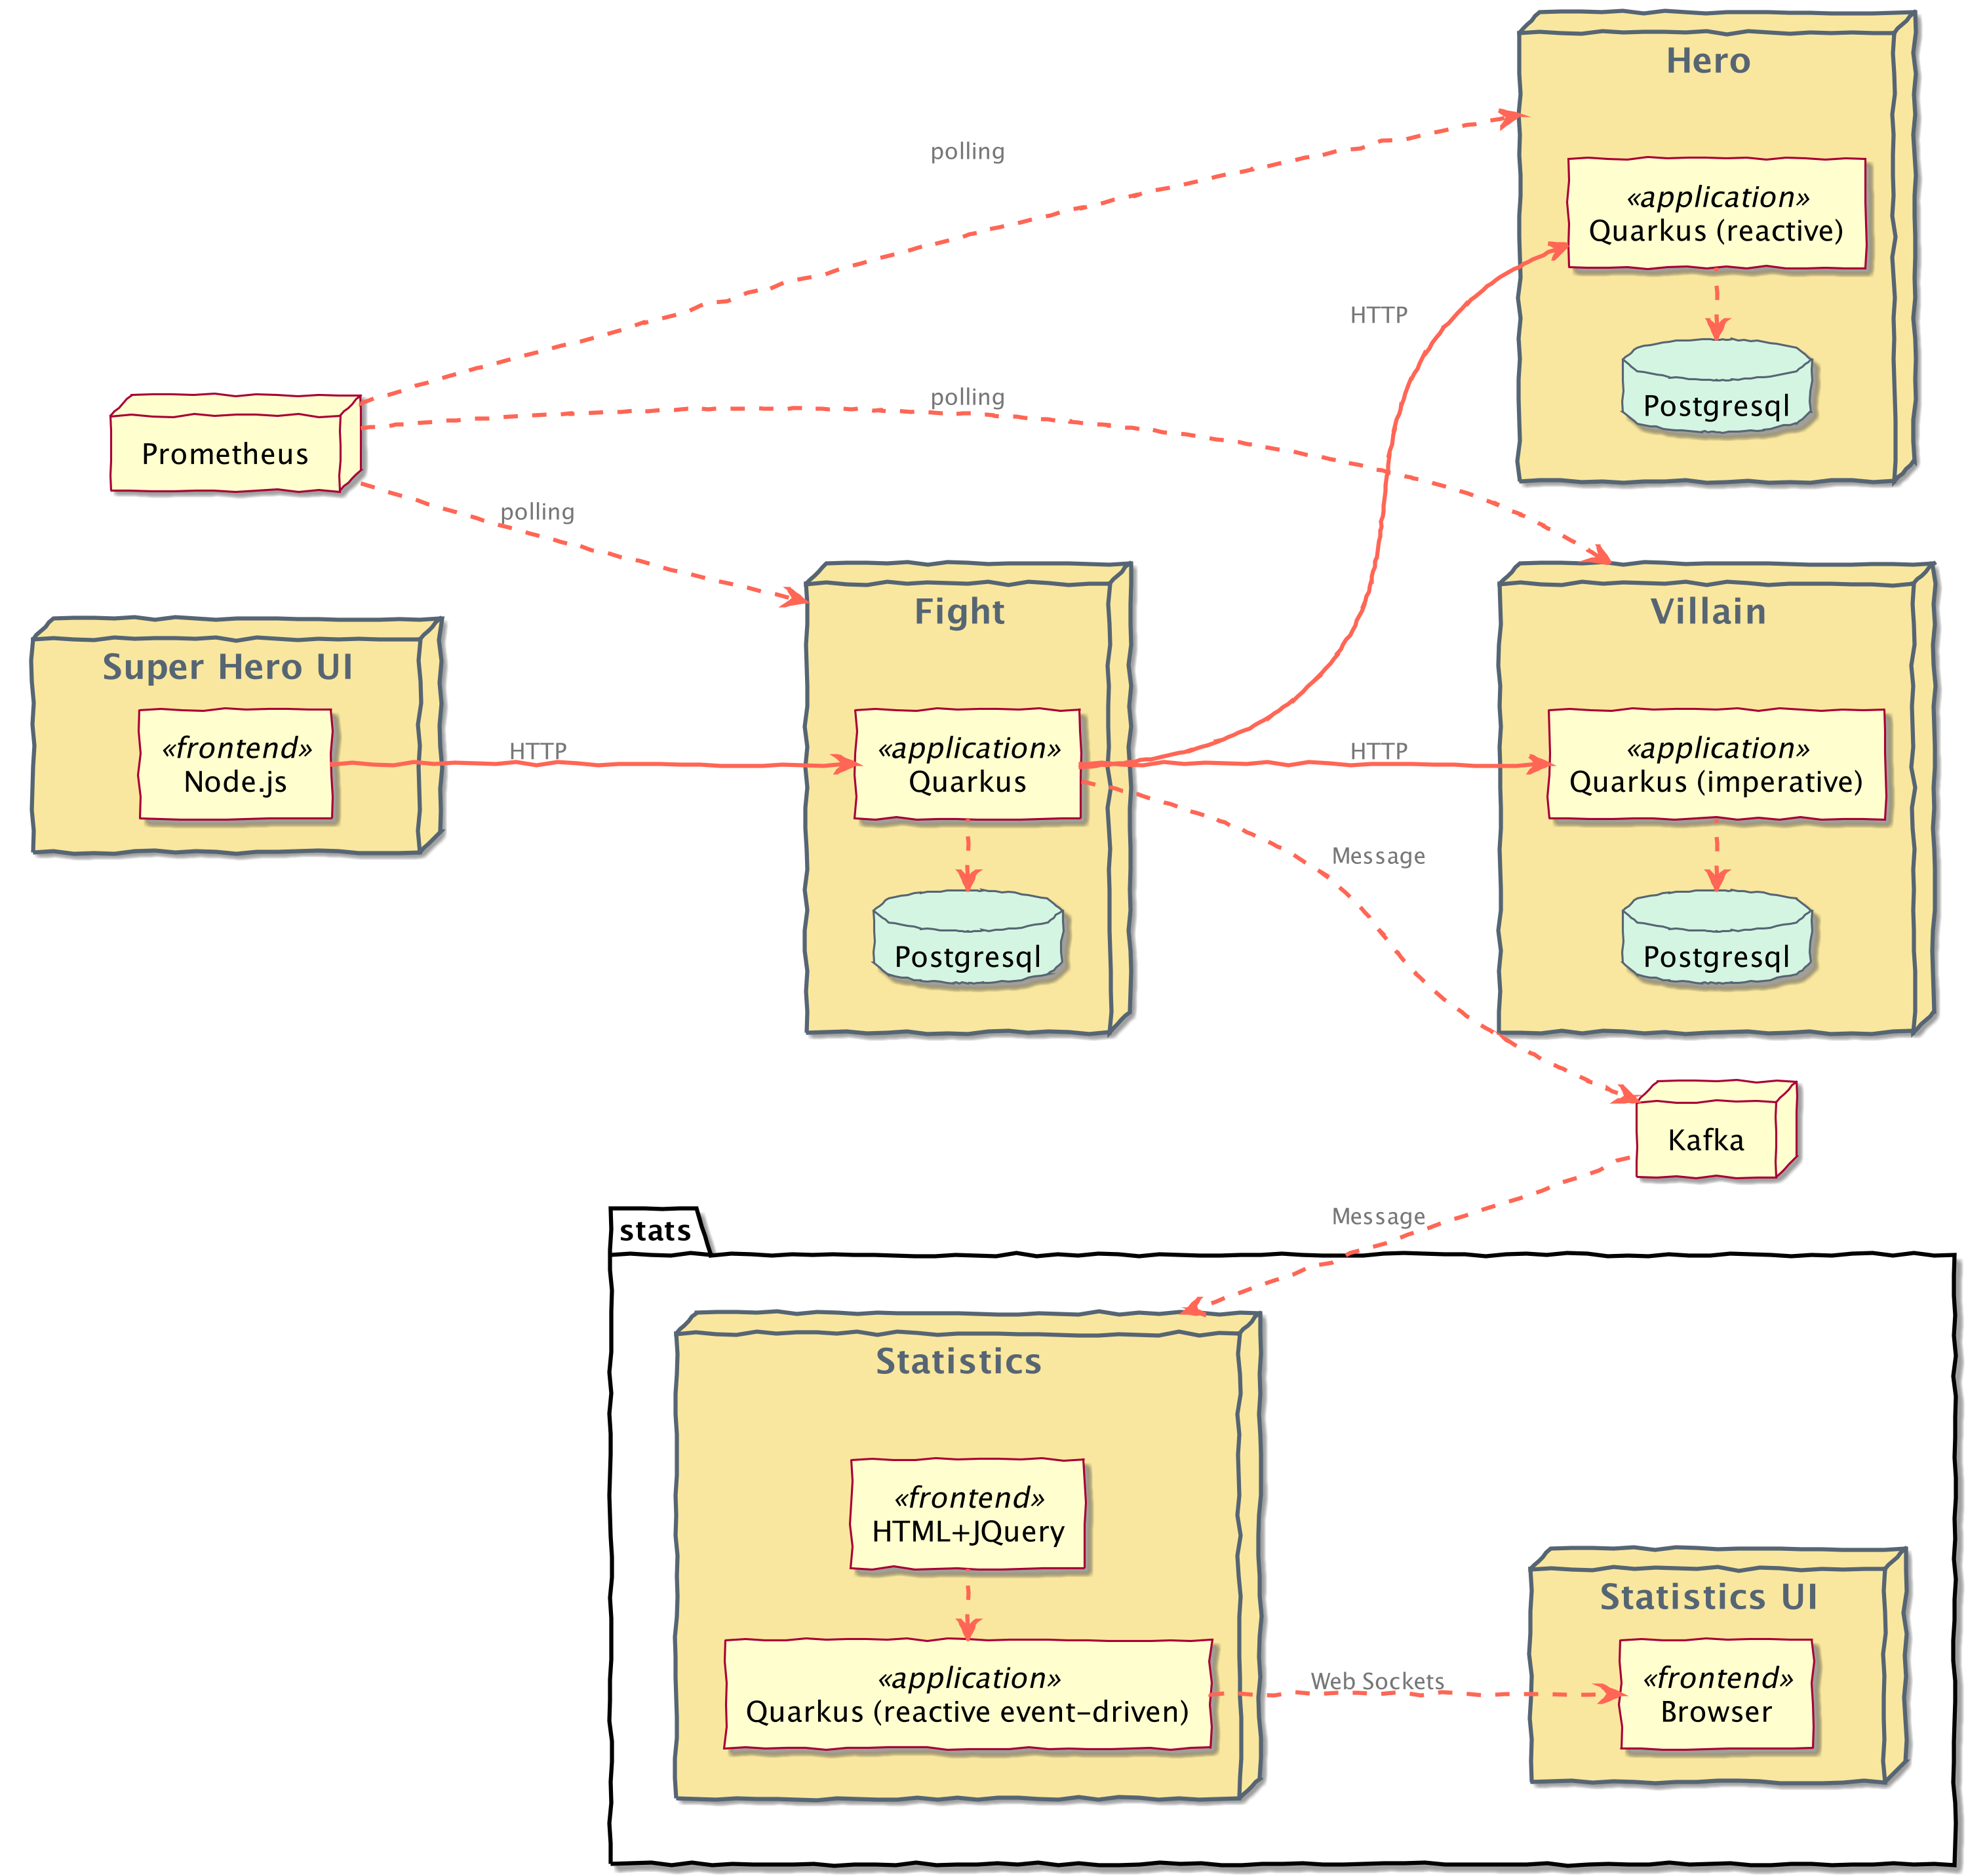 Hero
polling
«application»
Quarkus (reactive)
HTTP
polling
Postgresql
Prometheus
polling
Fight
Villain
Super Hero UI
«frontend»
Node.js
HTTP
«application»
Quarkus
HTTP
«application»
Quarkus (imperative)
Message
Postgresql
Postgresql
Kafka
Message
stats
Statistics
«frontend»
HTML+JQuery
Statistics UI
«application»
Quarkus (reactive event-driven)
Web Sockets
«frontend»
Browser